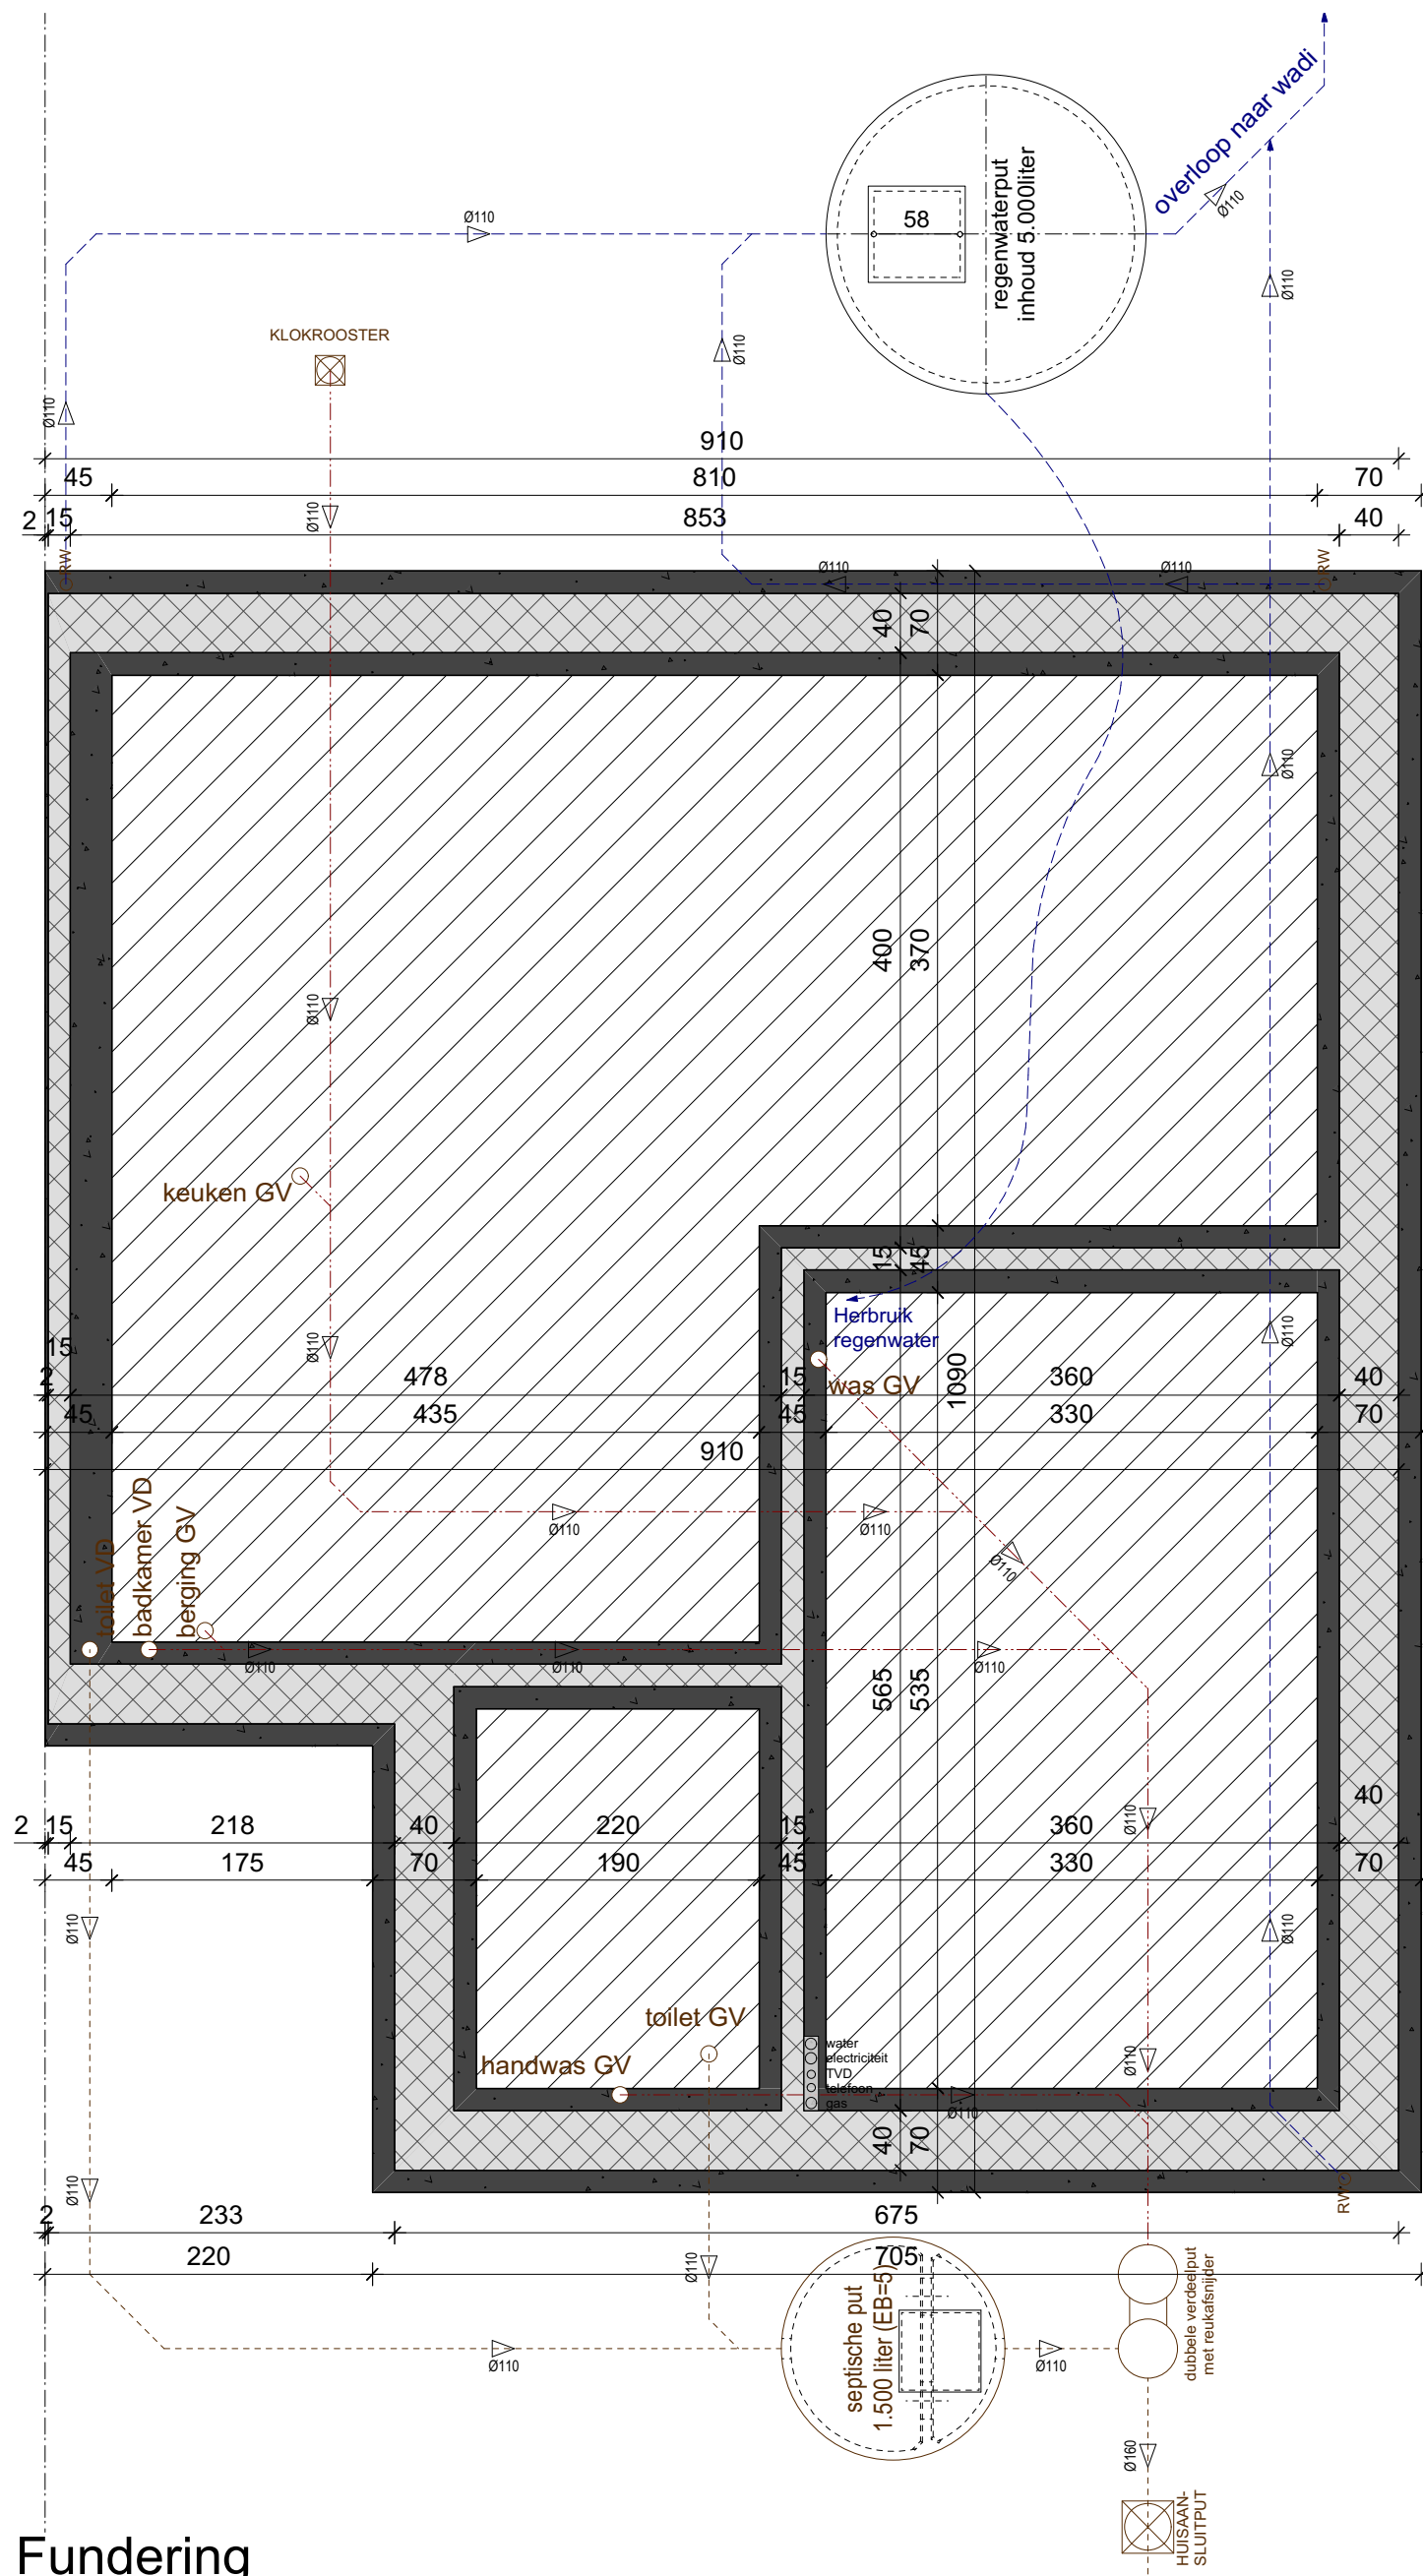 overloop naar wadi
Ø110
Ø110
58
regenwaterput
inhoud 5.000liter
Ø110
KLOKROOSTER
Ø110
Ø110
910
45
810
70
Ø110
2
15
853
40
RW
RW
Ø110
Ø110
40
70
Ø110
400
370
Ø110
keuken GV
15
45
Herbruik
regenwater
15
Ø110
Ø110
2
478
15
was GV
1090
360
40
45
435
45
330
70
910
toilet VD
badkamer VD
berging GV
Ø110
Ø110
Ø110
Ø110
Ø110
Ø110
565
535
40
2
15
218
40
220
15
360
Ø110
45
175
70
190
45
330
70
Ø110
Ø110
toilet GV
water
electriciteit
TVD
telefoon
gas
handwas GV
Ø110
Ø110
40
70
Ø110
RW
2
233
675
220
705
Ø110
septische put
1.500 liter (EB=5)
dubbele verdeelput
met reukafsnijder
Ø110
Ø110
Ø160
HUISAAN-
SLUITPUT
Fundering